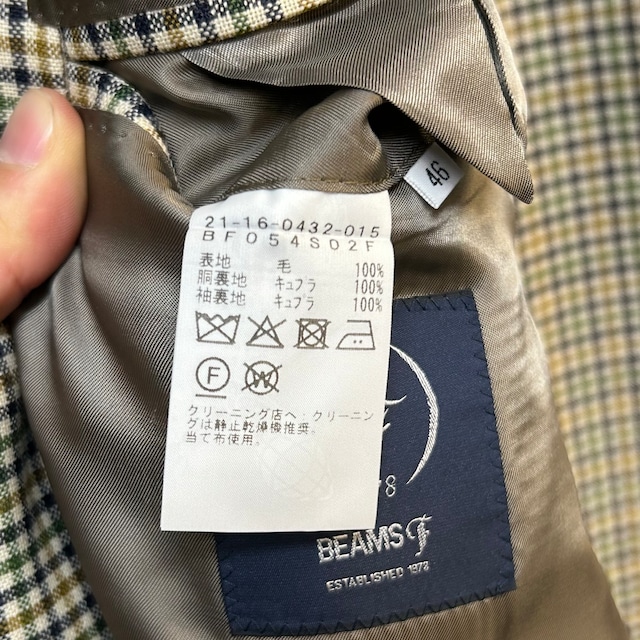 46
21-16-0432-015
BF054S02F
表地 毛 100%
胴裏地 キュプラ 100%
袖裏地 キュプラ 100%
F
W
クリーニング店へ・クリーニン
グは静止乾燥機推奨。
当て布使用。
8
BEAMS F
ESTABLISHED 1978